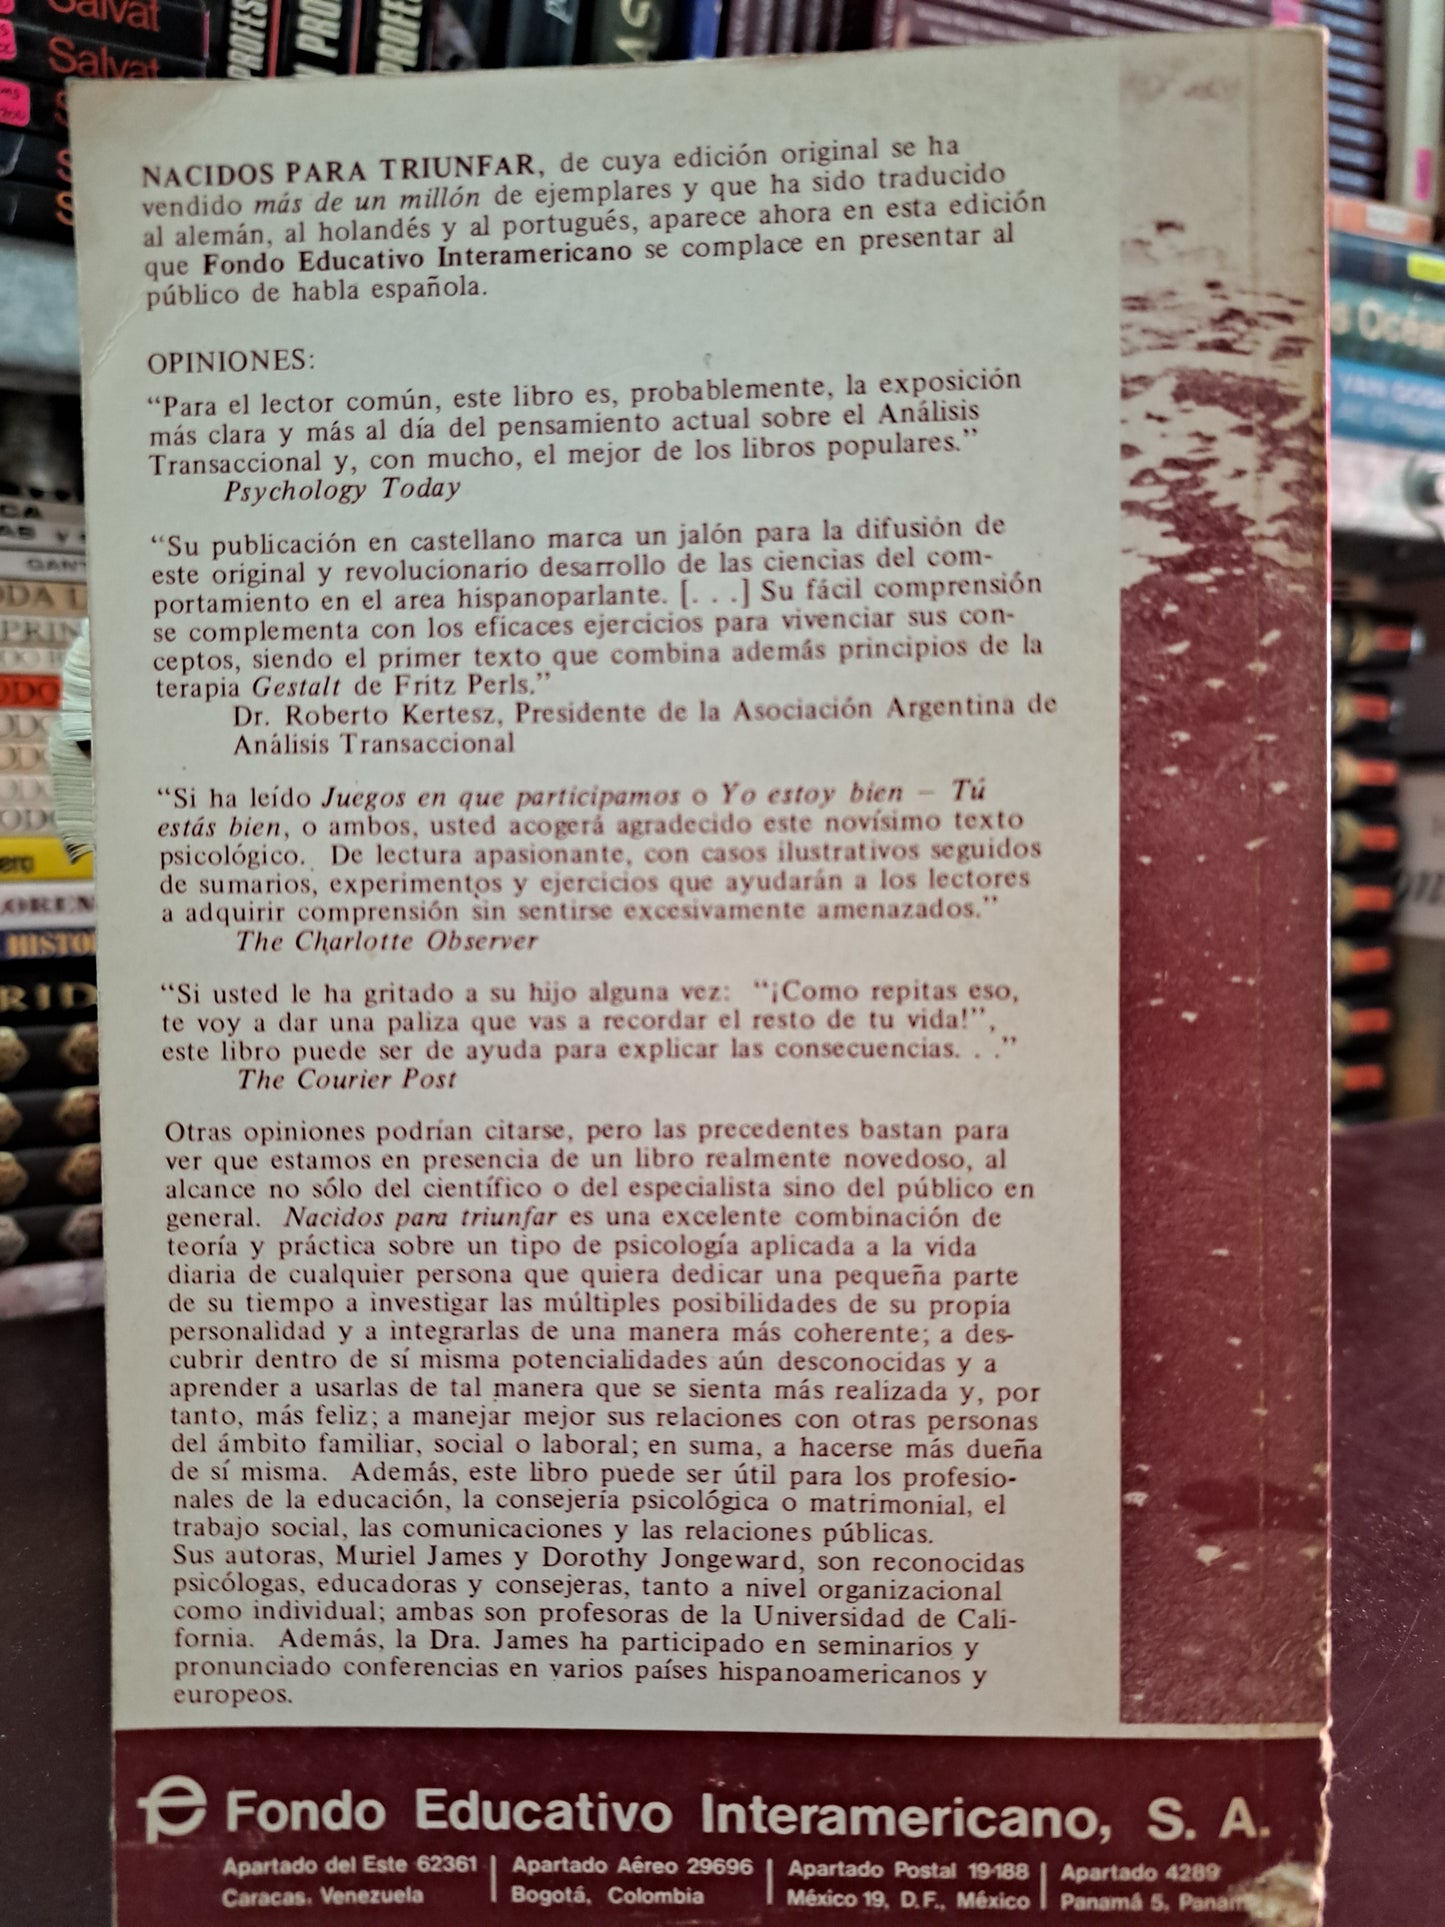 Salvat
Salvat
NACIDOS PARA TRIUNFAR, de cuya edición original se ha
vendido más de un millón de ejemplares y que ha sido traducido
al alemán, al holandés y al portugués, aparece ahora en esta edición
que Fondo Educativo Interamericano se complace en presentar al
público de habla española.
OPINIONES:
“Para el lector común, este libro es, probablemente, la exposición
más clara y más al día del pensamiento actual sobre el Análisis
Transaccional y, con mucho, el mejor de los libros populares.”
Psychology Today
“Su publicación en castellano marca un jalón para la difusión de
este original y revolucionario desarrollo de las ciencias del com-
portamiento en el area hispanoparlante. [. . .] Su fácil comprensión
se complementa con los eficaces ejercicios para vivenciar sus con-
ceptos, siendo el primer texto que combina además principios de la
terapia Gestalt de Fritz Perls.”
Dr. Roberto Kertesz, Presidente de la Asociación Argentina de
Análisis Transaccional
“Si ha leído Juegos en que participamos o Yo estoy bien – Tú
estás bien, o ambos, usted acogerá agradecido este novísimo texto
psicológico. De lectura apasionante, con casos ilustrativos seguidos
de sumarios, experimentos y ejercicios que ayudarán a los lectores
a adquirir comprensión sin sentirse excesivamente amenazados.”
The Charlotte Observer
“Si usted le ha gritado a su hijo alguna vez: “¡Como repitas eso,
te voy a dar una paliza que vas a recordar el resto de tu vida!”,
este libro puede ser de ayuda para explicar las consecuencias. . .”
The Courier Post
Otras opiniones podrían citarse, pero las precedentes bastan para
ver que estamos en presencia de un libro realmente novedoso, al
alcance no sólo del científico o del especialista sino del público en
general. Nacidos para triunfar es una excelente combinación de
teoría y práctica sobre un tipo de psicología aplicada a la vida
diaria de cualquier persona que quiera dedicar una pequeña parte
de su tiempo a investigar las múltiples posibilidades de su propia
personalidad y a integrarlas de una manera más coherente; a des-
cubrir dentro de sí misma potencialidades aún desconocidas y a
aprender a usarlas de tal manera que se sienta más realizada y, por
tanto, más feliz; a manejar mejor sus relaciones con otras personas
del ámbito familiar, social o laboral; en suma, a hacerse más dueña
de sí misma. Además, este libro puede ser útil para los profesio-
nales de la educación, la consejería psicológica o matrimonial, el
trabajo social, las comunicaciones y las relaciones públicas.
Sus autoras, Muriel James y Dorothy Jongeward, son reconocidas
psicólogas, educadoras y consejeras, tanto a nivel organizacional
como individual; ambas son profesoras de la Universidad de Cali-
fornia. Además, la Dra. James ha participado en seminarios y
pronunciado conferencias en varios países hispanoamericanos y
europeos.
Fondo Educativo Interamericano, S. A.
Apartado del Este 62361
Caracas, Venezuela
Apartado Aéreo 29696
Bogotá, Colombia
Apartado Postal 19-188
México 19, D.F., México
Apartado 4289
Panamá 5, Panam